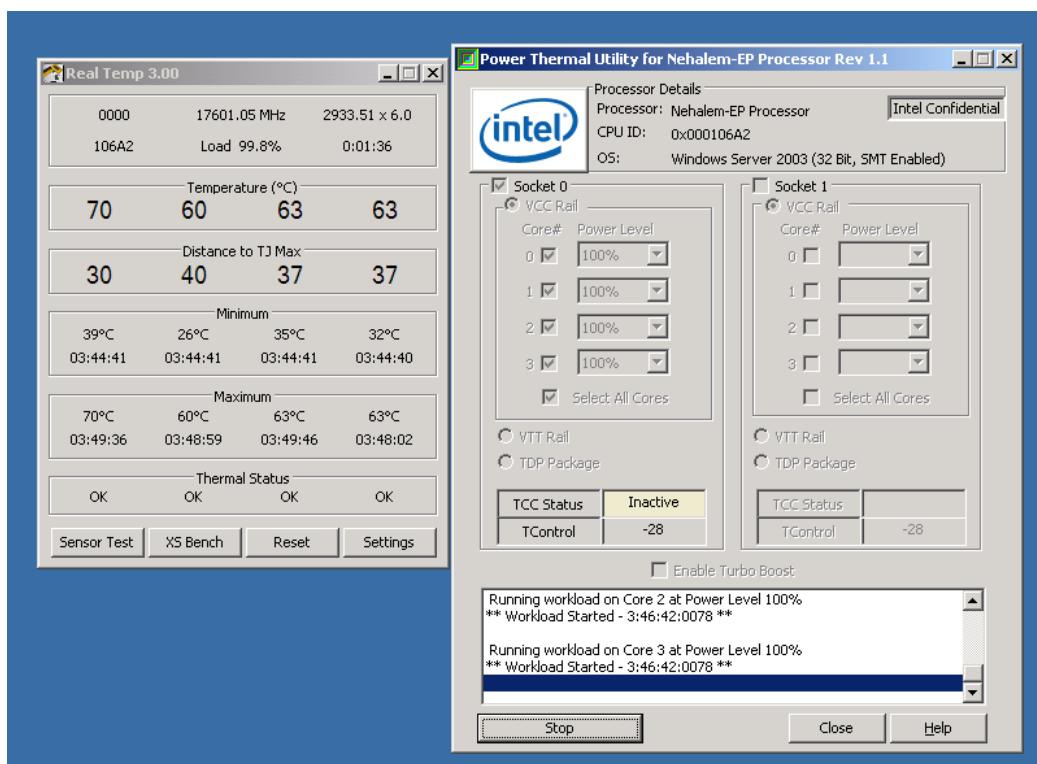 Real Temp 3.00
0000 17601.05 MHz 2933.51 x 6.0
106A2 Load 99.8% 0:01:36
Temperature (°C)
70 60 63 63
Distance to TJ Max
30 40 37 37
Minimum
39°C 26°C 35°C 32°C
03:44:41 03:44:41 03:44:41 03:44:40
Maximum
70°C 60°C 63°C 63°C
03:49:36 03:48:59 03:49:46 03:48:02
Thermal Status
OK OK OK OK
Sensor Test XS Bench Reset Settings
Power Thermal Utility for Nehalem-EP Processor Rev 1.1
intel
Processor Details
Processor: Nehalem-EP Processor Intel Confidential
CPU ID: 0x000106A2
OS: Windows Server 2003 (32 Bit, SMT Enabled)
Socket 0
VCC Rail
Core# Power Level
0 100%
1 100%
2 100%
3 100%
Select All Cores
VTT Rail
TDP Package
TCC Status Inactive
TControl -28
Socket 1
VCC Rail
Core# Power Level
0
1
2
3
Select All Cores
VTT Rail
TDP Package
TCC Status
TControl -28
Enable Turbo Boost
Running workload on Core 2 at Power Level 100%
** Workload Started - 3:46:42:0078 **
Running workload on Core 3 at Power Level 100%
** Workload Started - 3:46:42:0078 **
Stop Close Help